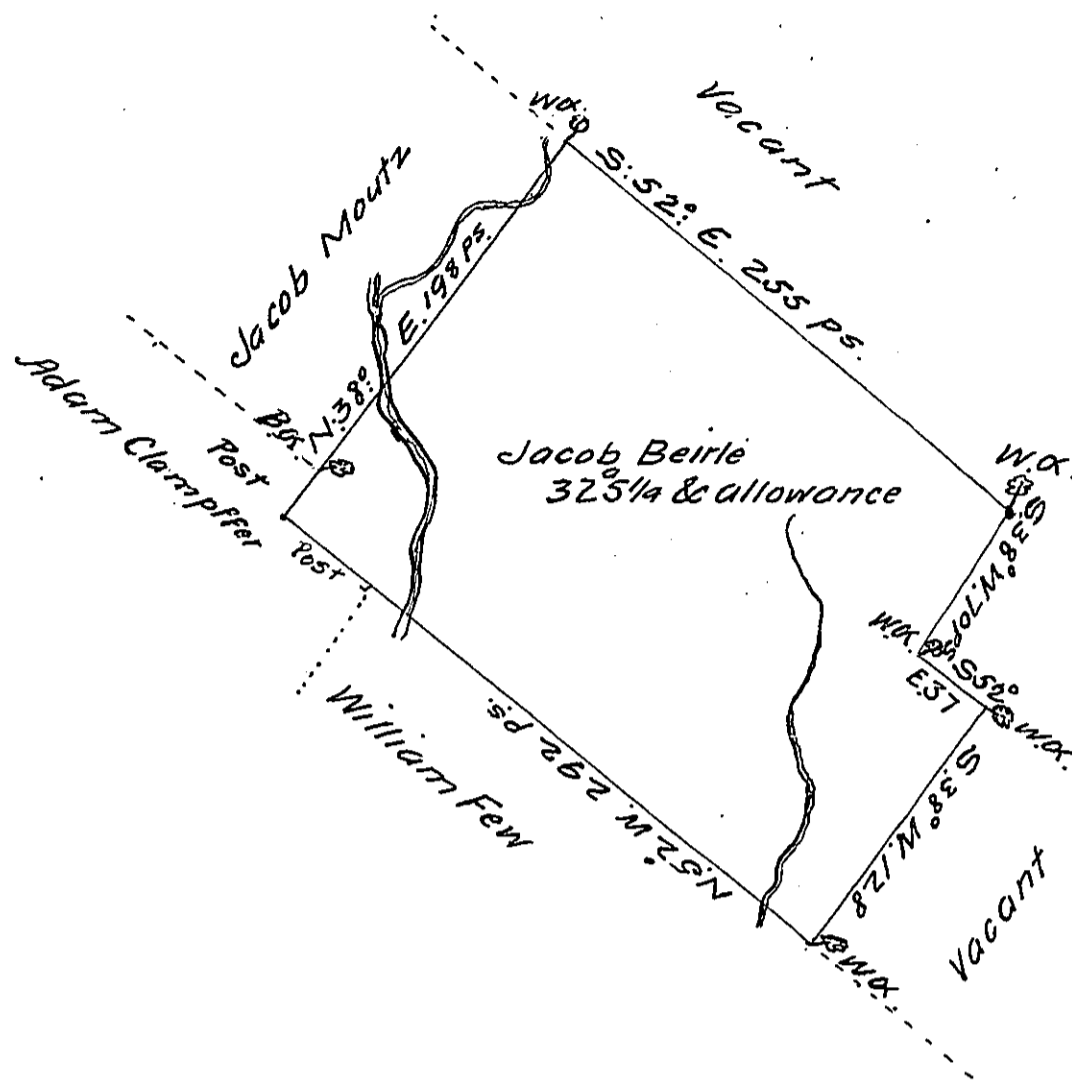 Vacant
W.O.
S. 52° E. 255 Ps.
Jacob Moutz
N. 38° E. 198 Ps.
B.O.
Post
Adam Clampffer
Post
Jacob Beirle
325 1/4 & allowance
W.O.
S 38° W. 70 Ps
W.O.
S 52°
E. 37
W.O.
S. 38° W. 128
William Few
N. 52° W. 292 Ps.
W.O.
Vacant